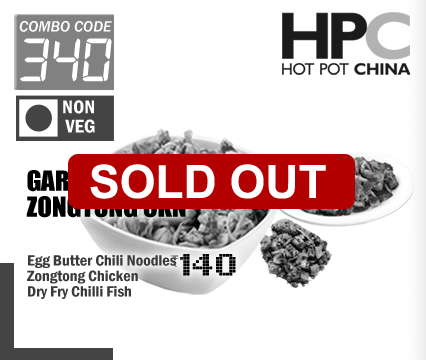 COMBO CODE
340
HPC
HOT POT CHINA
NON
VEG
SOLD OUT
Egg Butter Chili Noodles
140
Zongtong Chicken
Dry Fry Chilli Fish